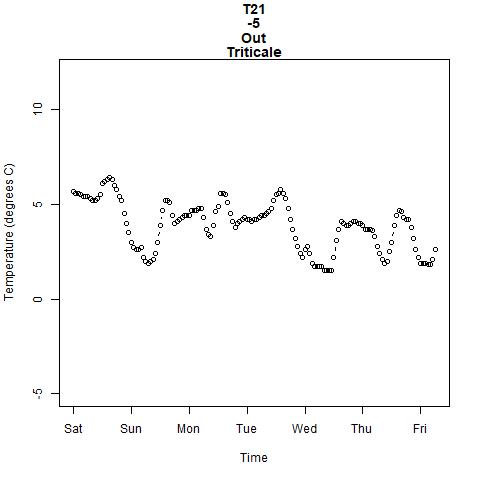 T21
-5
Out
Triticale
Temperature (degrees C)
10
5
0
-5
Sat Sun Mon Tue Wed Thu Fri
Time